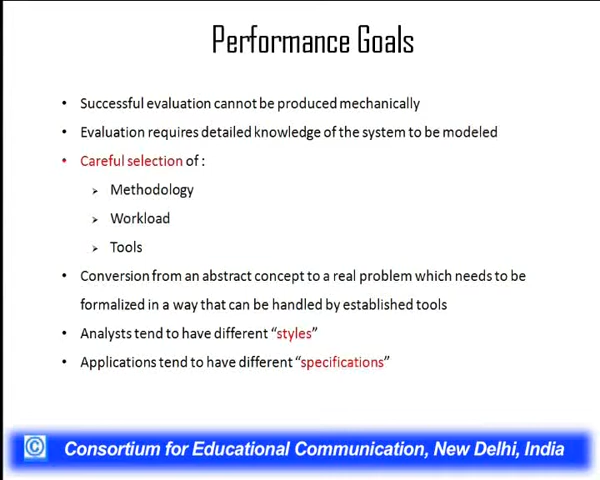 Performance Goals
• Successful evaluation cannot be produced mechanically
• Evaluation requires detailed knowledge of the system to be modeled
• Careful selection of :
➢ Methodology
➢ Workload
➢ Tools
• Conversion from an abstract concept to a real problem which needs to be
formalized in a way that can be handled by established tools
• Analysts tend to have different “styles”
• Applications tend to have different “specifications”
© Consortium for Educational Communication, New Delhi, India